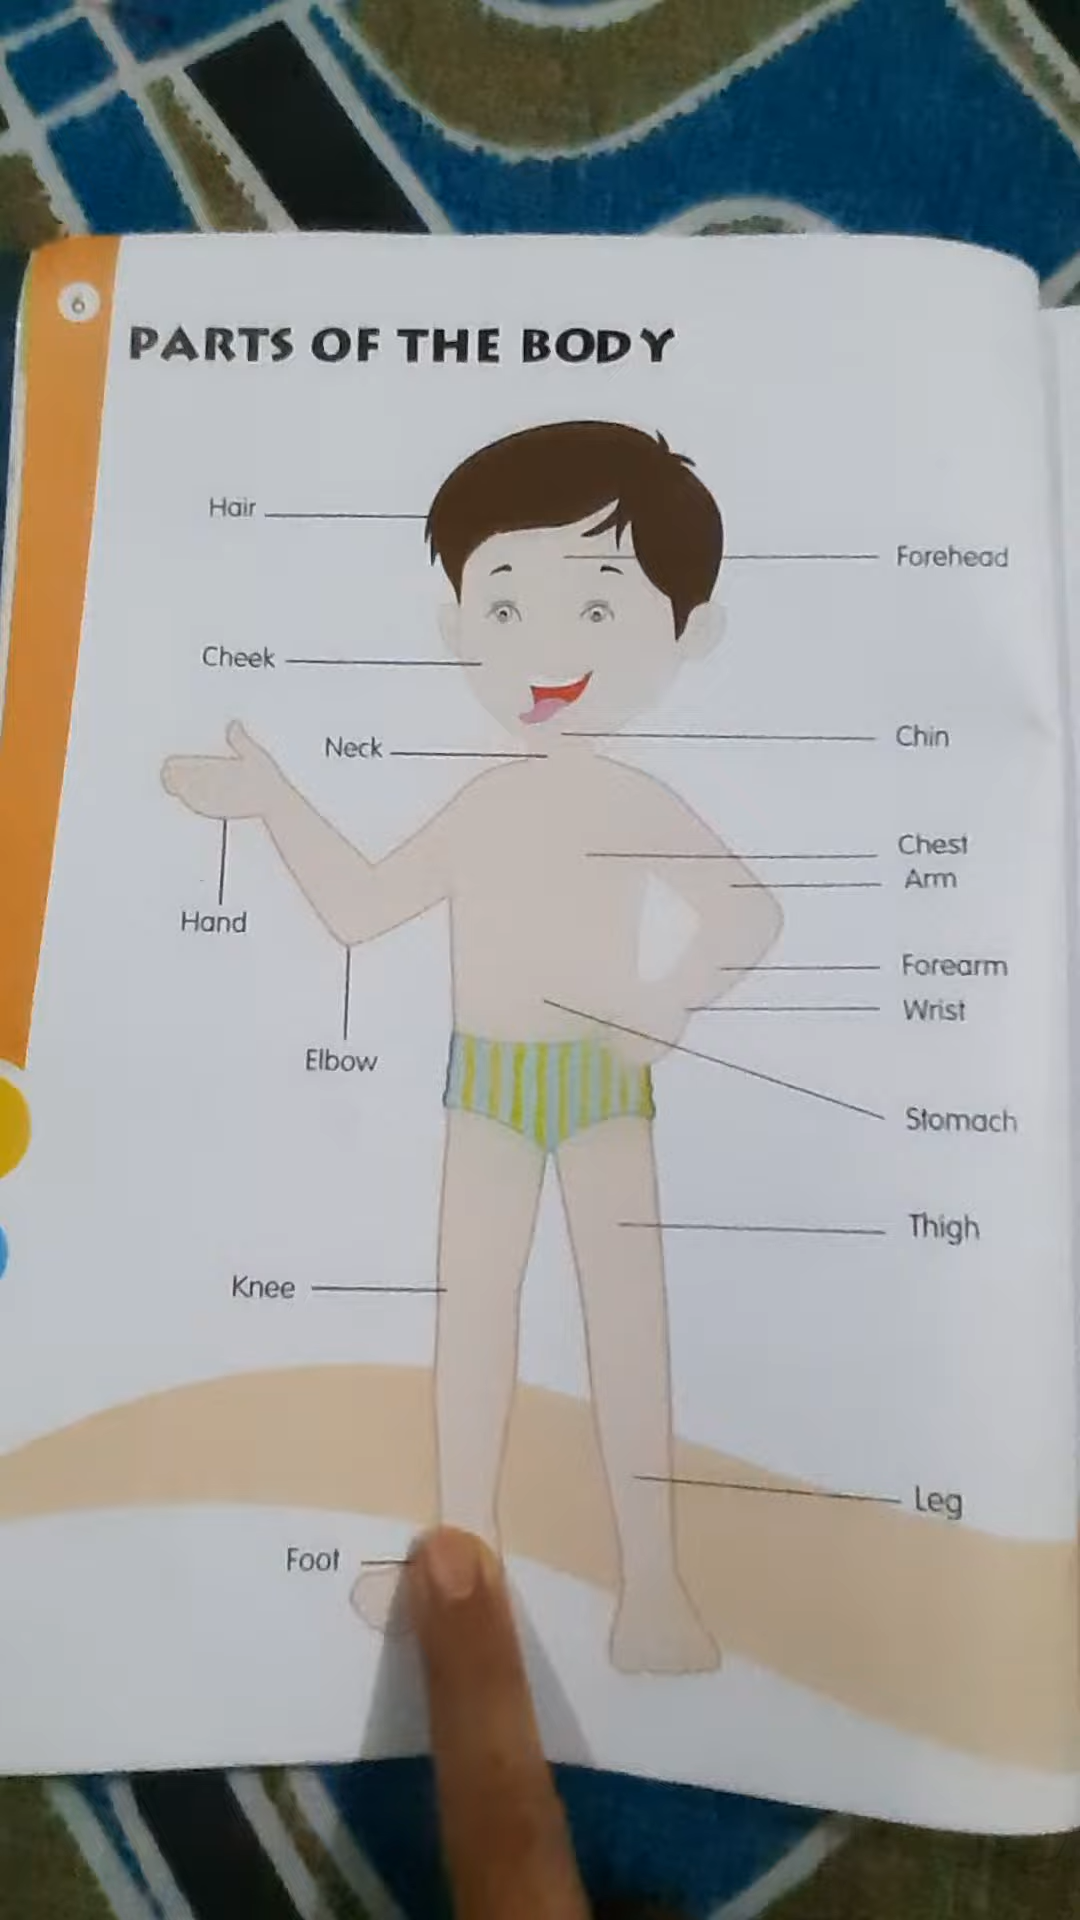 6
PARTS OF THE BODY
Hair
Forehead
Cheek
Chin
Neck
Chest
Arm
Hand
Forearm
Wrist
Elbow
Stomach
Thigh
Knee
Leg
Foot